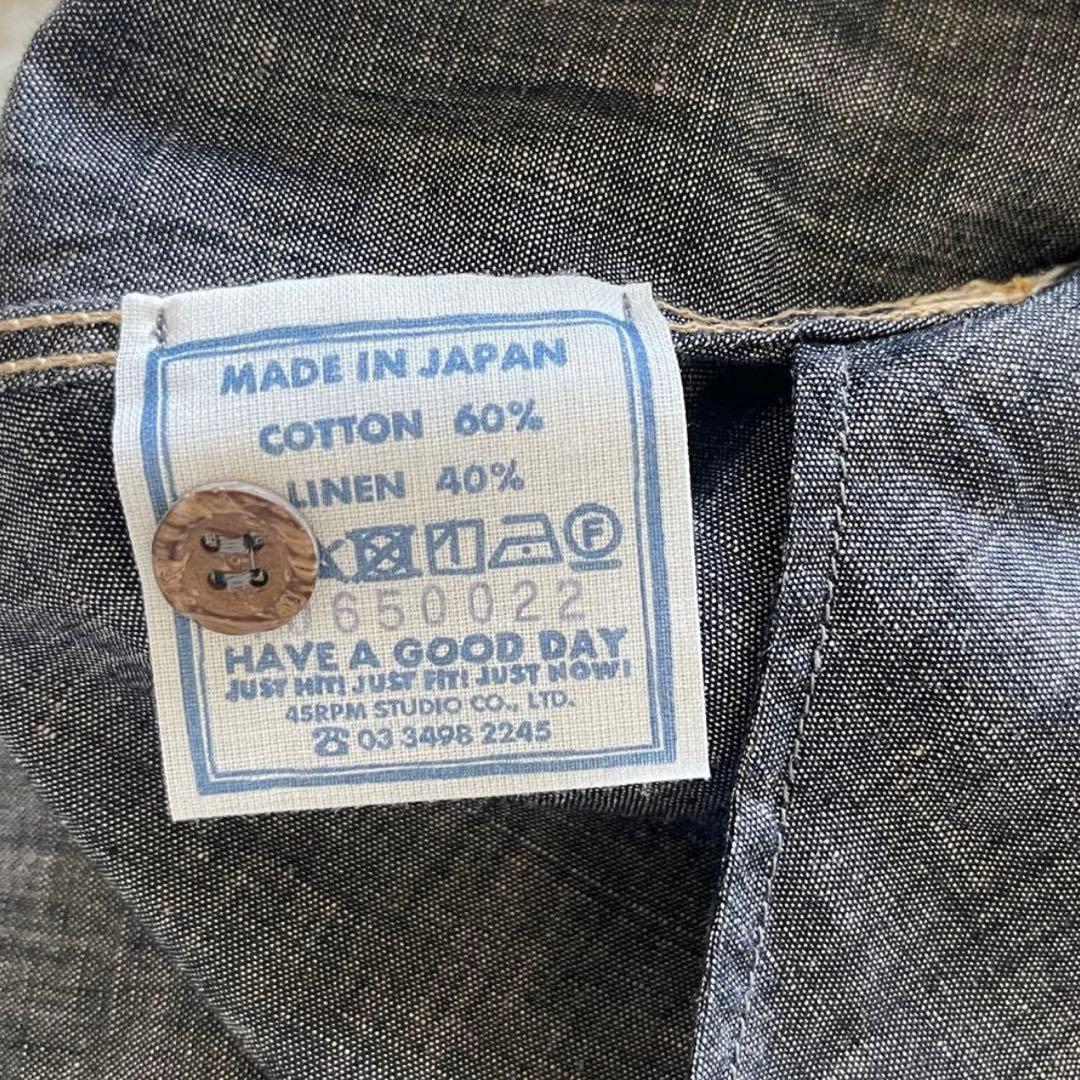 MADE IN JAPAN
COTTON 60%
LINEN 40%
F
650022
HAVE A GOOD DAY
JUST HIT! JUST FIT! JUST NOW!
45RPM STUDIO CO., LTD.
☎ 03 3498 2245